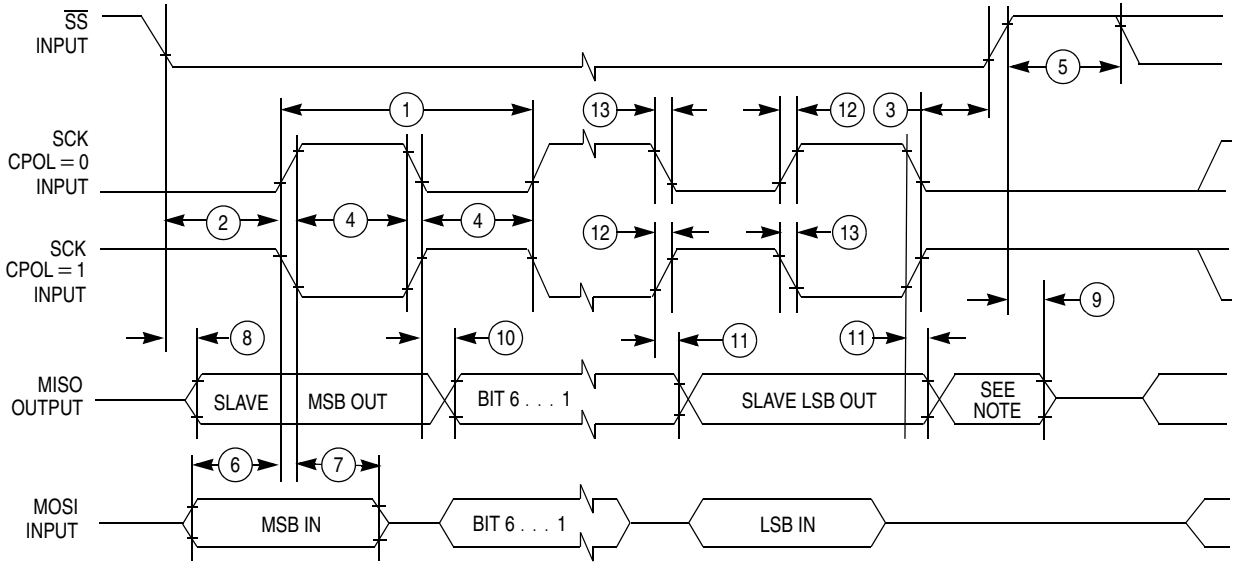 SS
INPUT
5
1
13
12
3
SCK
CPOL = 0
INPUT
2
4
4
12
13
SCK
CPOL = 1
INPUT
8
10
11
11
9
MISO
OUTPUT
SLAVE
MSB OUT
BIT 6 . . . 1
SLAVE LSB OUT
SEE
NOTE
6
7
MOSI
INPUT
MSB IN
BIT 6 . . . 1
LSB IN